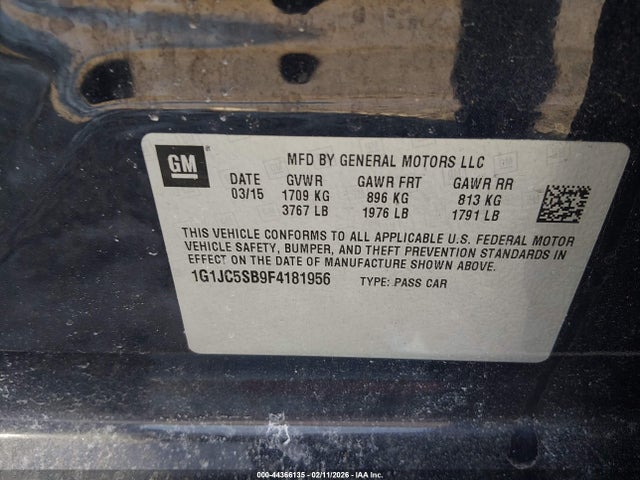 GM
MFD BY GENERAL MOTORS LLC
DATE GVWR GAWR FRT GAWR RR
03/15 1709 KG 896 KG 813 KG
3767 LB 1976 LB 1791 LB
THIS VEHICLE CONFORMS TO ALL APPLICABLE U.S. FEDERAL MOTOR
VEHICLE SAFETY, BUMPER, AND THEFT PREVENTION STANDARDS IN
EFFECT ON THE DATE OF MANUFACTURE SHOWN ABOVE.
1G1JC5SB9F4181956 TYPE: PASS CAR
000-44366135 - 02/11/2026 - IAA Inc.